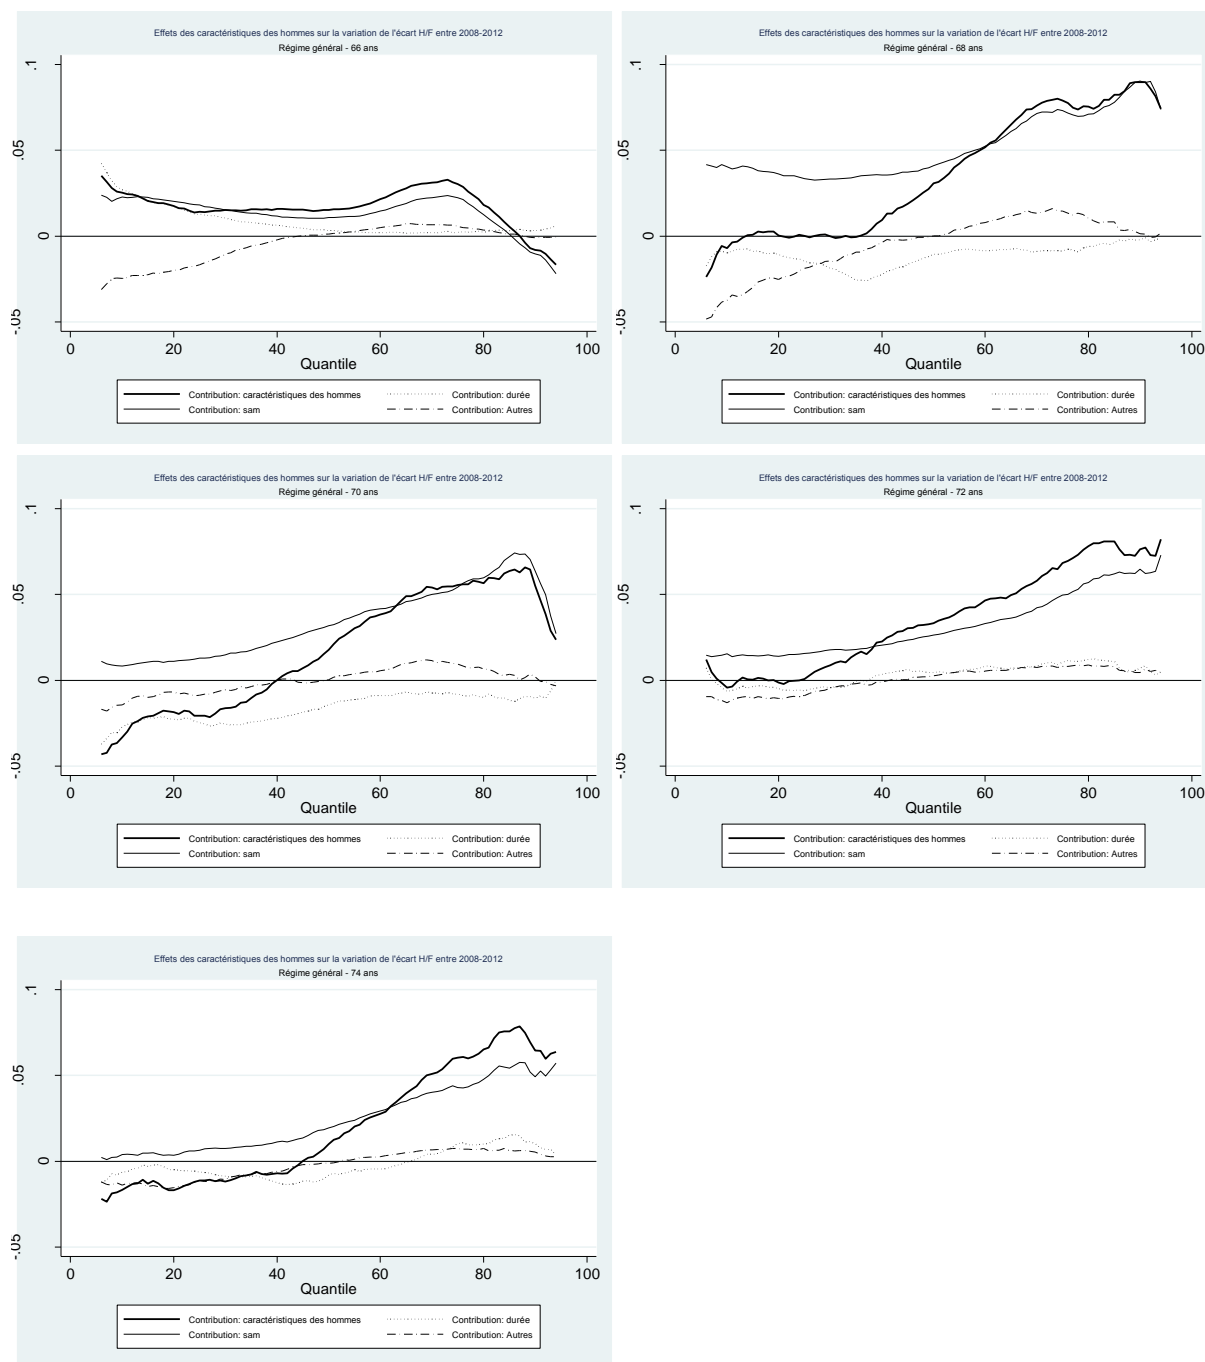 Effets des caractéristiques des hommes sur la variation de l'écart H/F entre 2008-2012
Régime général - 66 ans
.1
.05
0
-.05
0 20 40 60 80 100
Quantile
Contribution: caractéristiques des hommes Contribution: durée
Contribution: sam Contribution: Autres
Effets des caractéristiques des hommes sur la variation de l'écart H/F entre 2008-2012
Régime général - 68 ans
.1
.05
0
-.05
0 20 40 60 80 100
Quantile
Contribution: caractéristiques des hommes Contribution: durée
Contribution: sam Contribution: Autres
Effets des caractéristiques des hommes sur la variation de l'écart H/F entre 2008-2012
Régime général - 70 ans
.1
.05
0
-.05
0 20 40 60 80 100
Quantile
Contribution: caractéristiques des hommes Contribution: durée
Contribution: sam Contribution: Autres
Effets des caractéristiques des hommes sur la variation de l'écart H/F entre 2008-2012
Régime général - 72 ans
.1
.05
0
-.05
0 20 40 60 80 100
Quantile
Contribution: caractéristiques des hommes Contribution: durée
Contribution: sam Contribution: Autres
Effets des caractéristiques des hommes sur la variation de l'écart H/F entre 2008-2012
Régime général - 74 ans
.1
.05
0
-.05
0 20 40 60 80 100
Quantile
Contribution: caractéristiques des hommes Contribution: durée
Contribution: sam Contribution: Autres